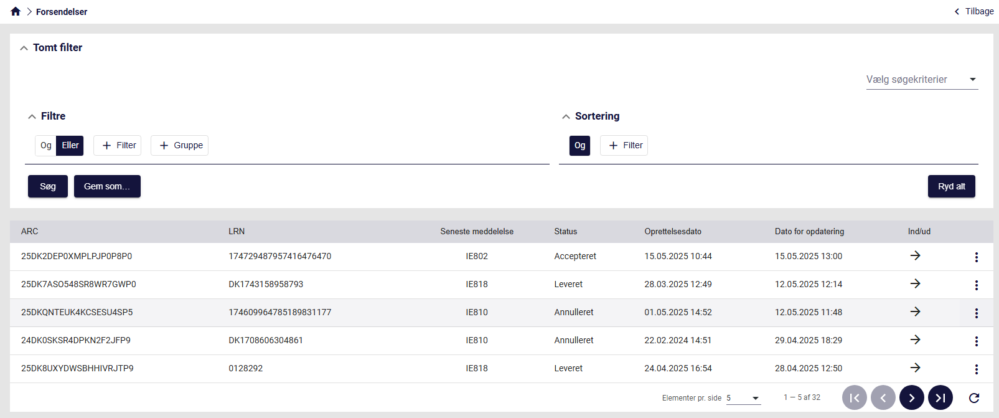 Forsendelser
Tilbage
Tomt filter
Vælg søgekriterier
Filtre
Sortering
Og Eller Filter Gruppe
Og Filter
Søg Gem som...
Ryd alt
ARC LRN Seneste meddelelse Status Oprettelsesdato Dato for opdatering Ind/ud
25DK2DEP0XMPLPJP0P8P0 174729487957416476470 IE802 Accepteret 15.05.2025 10:44 15.05.2025 13:00
25DK7ASO548SR8WR7GWP0 DK1743158958793 IE818 Leveret 28.03.2025 12:49 12.05.2025 12:14
25DKQNTEUK4KCSESU4SP5 174609964785189831177 IE810 Annulleret 01.05.2025 14:52 12.05.2025 11:48
24DK0SKSR4DPKN2F2JFP9 DK1708606304861 IE810 Annulleret 22.02.2024 14:51 29.04.2025 18:29
25DK8UXYDWSBHHIVRJTP9 0128292 IE818 Leveret 24.04.2025 16:54 28.04.2025 12:50
Elementer pr. side 5 1 – 5 af 32